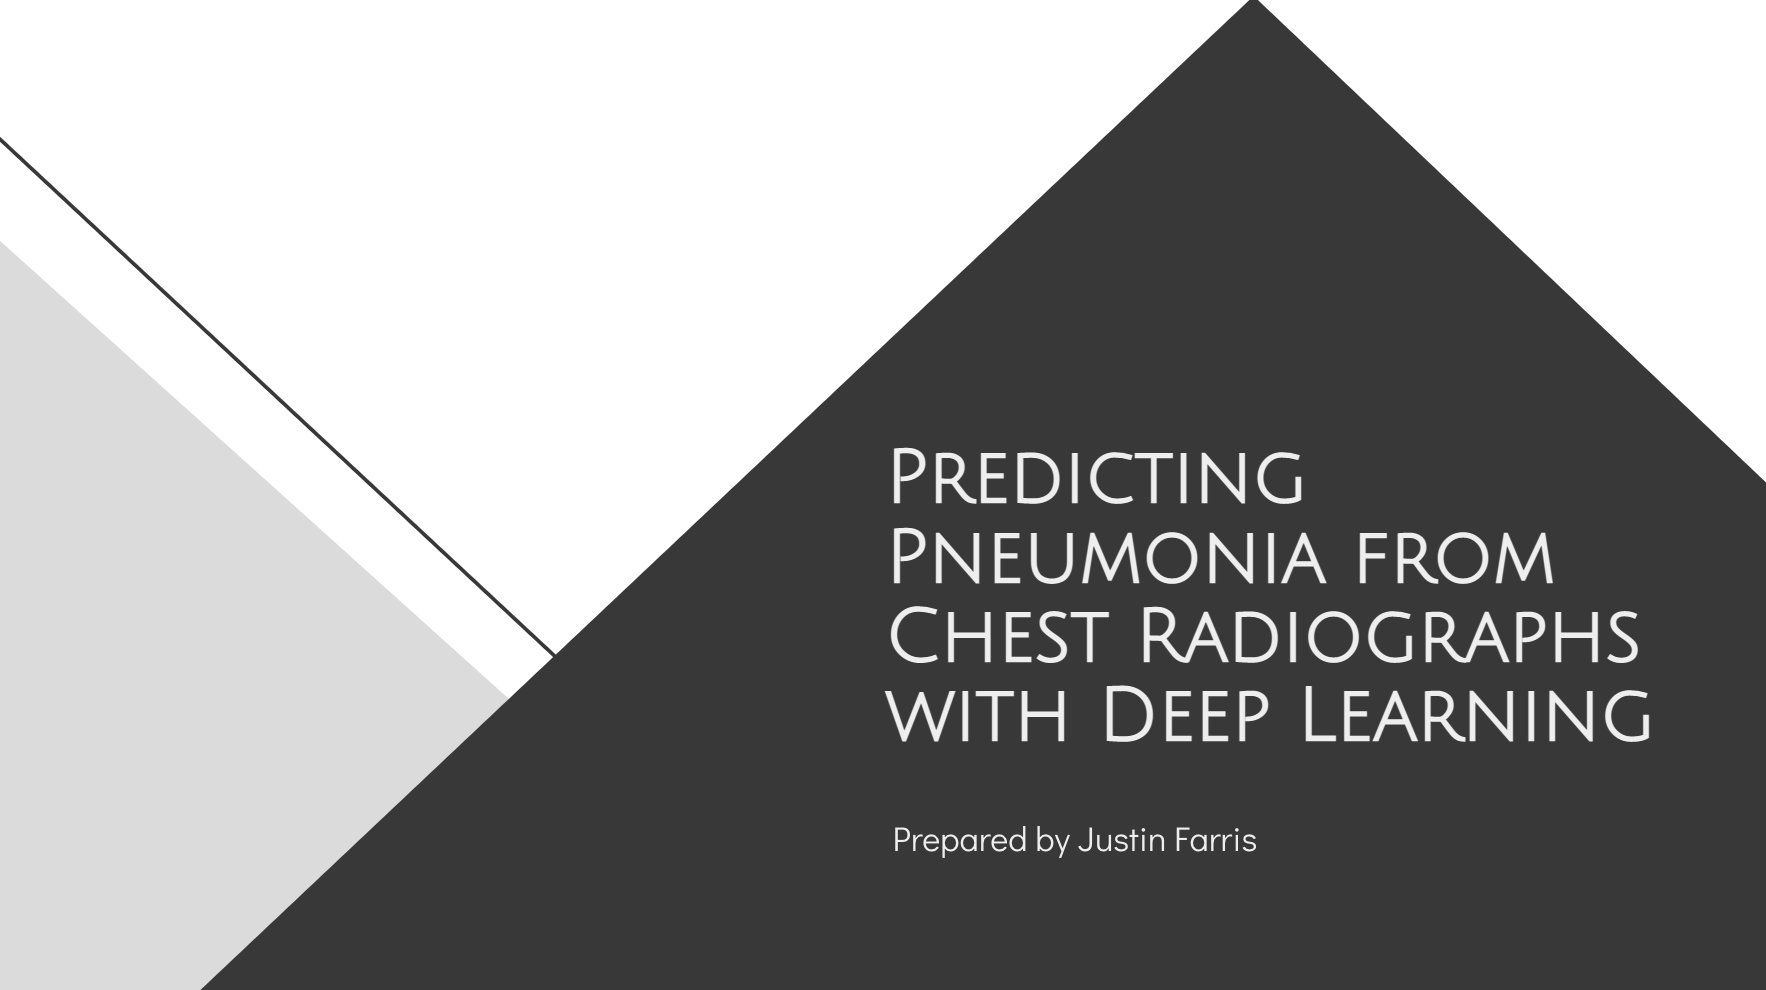 Predicting
Pneumonia from
Chest Radiographs
with Deep Learning
Prepared by Justin Farris